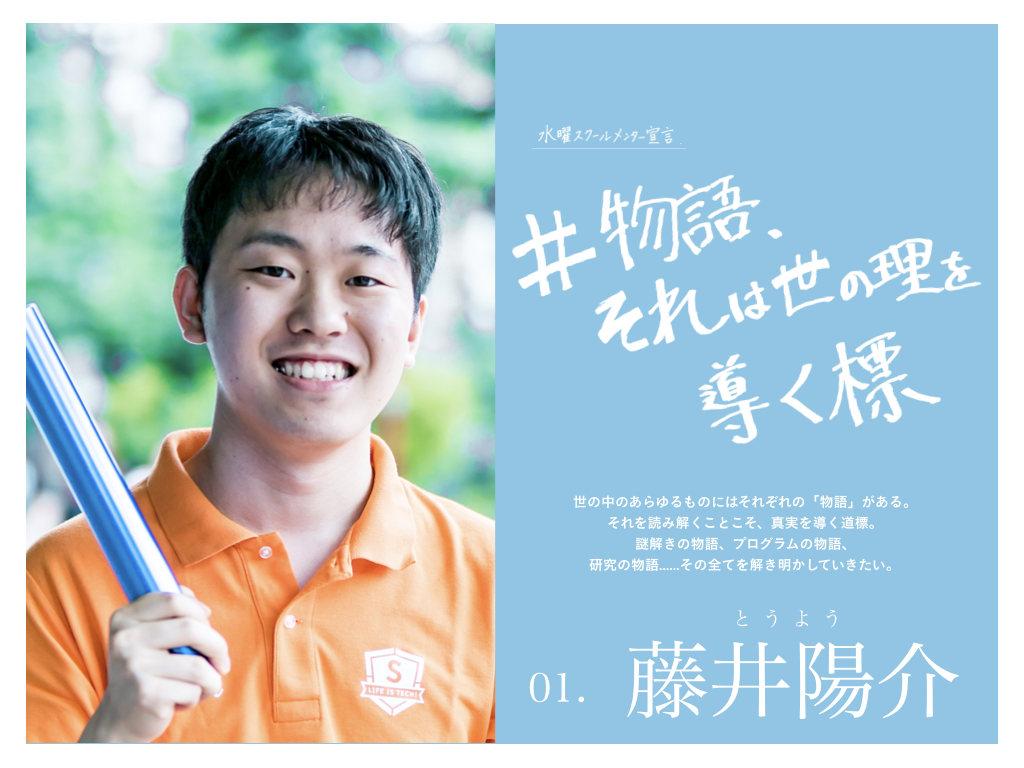 水曜スクールメンター宣言.
#物語、
それは世の理を
導く標
世の中のあらゆるものにはそれぞれの「物語」がある。
それを読み解くことこそ、真実を導く道標。
謎解きの物語、プログラムの物語、
研究の物語......その全てを解き明かしていきたい。
とうよう
01. 藤井陽介
S
LIFE IS TECH!